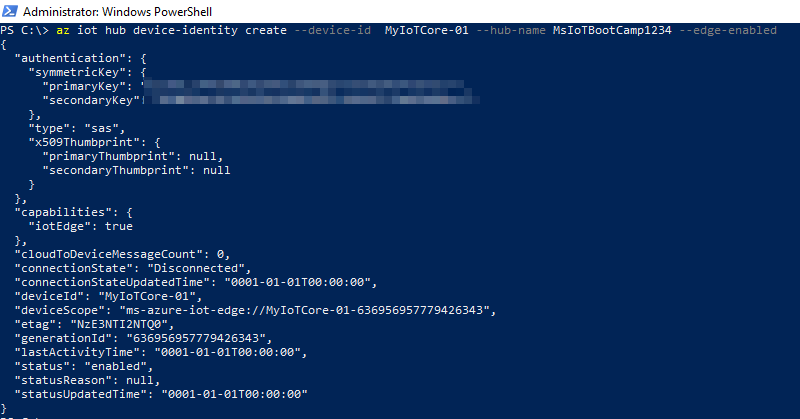 Administrator: Windows PowerShell
PS C:\> az iot hub device-identity create --device-id MyIoTCore-01 --hub-name MsIoTBootCamp1234 --edge-enabled
{
"authentication": {
"symmetricKey": {
"primaryKey": "
"secondaryKey"
},
"type": "sas",
"x509Thumbprint": {
"primaryThumbprint": null,
"secondaryThumbprint": null
}
},
"capabilities": {
"iotEdge": true
},
"cloudToDeviceMessageCount": 0,
"connectionState": "Disconnected",
"connectionStateUpdatedTime": "0001-01-01T00:00:00",
"deviceId": "MyIoTCore-01",
"deviceScope": "ms-azure-iot-edge://MyIoTCore-01-636956957779426343",
"etag": "NzE3NTI2NTQ0",
"generationId": "636956957779426343",
"lastActivityTime": "0001-01-01T00:00:00",
"status": "enabled",
"statusReason": null,
"statusUpdatedTime": "0001-01-01T00:00:00"
}